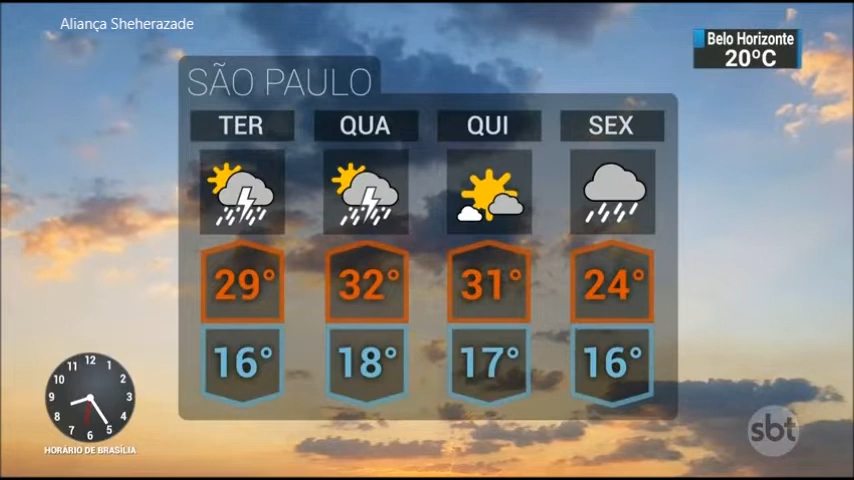 Aliança Sheherazade
Belo Horizonte
20°C
SÃO PAULO
TER QUA QUI SEX
29° 32° 31° 24°
16° 18° 17° 16°
12
11 1
10 2
9 3
8 4
7 5
6
HORÁRIO DE BRASÍLIA
sbt